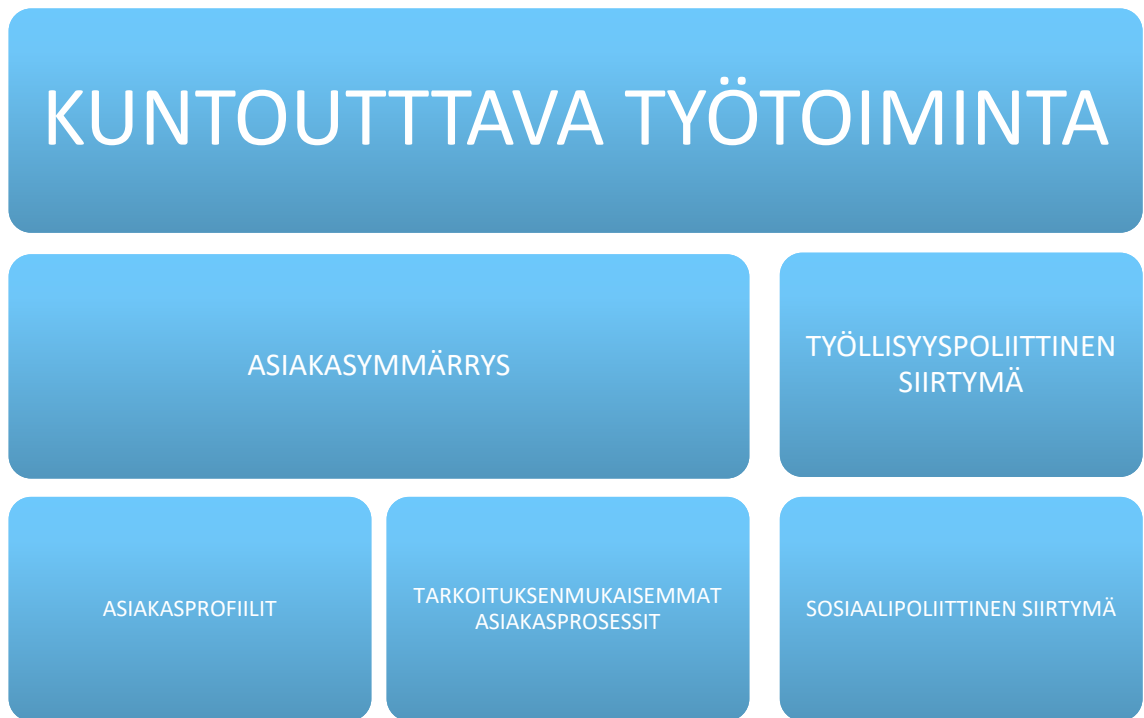 KUNTOUTTTAVA TYÖTOIMINTA
ASIAKASYMMÄRRYS
TYÖLLISYYSPOLIITTINEN
SIIRTYMÄ
ASIAKASPROFIILIT
TARKOITUKSENMUKAISEMMAT
ASIAKASPROSESSIT
SOSIAALIPOLIITTINEN SIIRTYMÄ